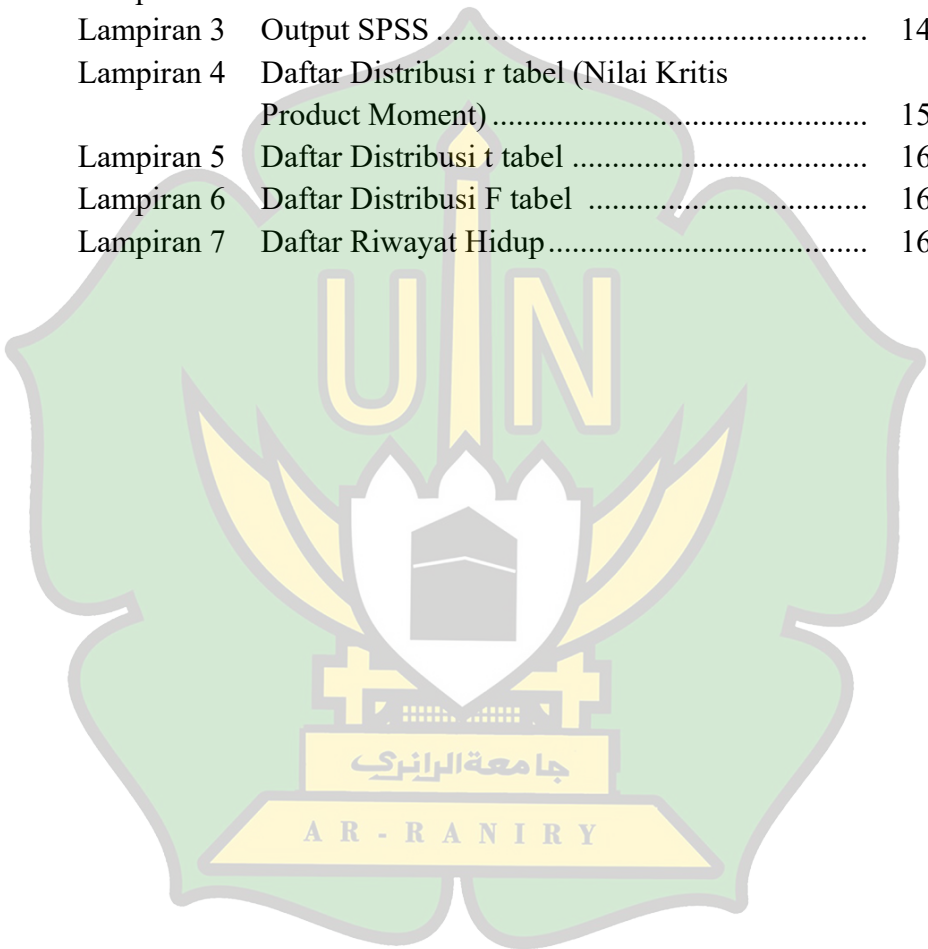 Lampiran 3 Output SPSS ...................................................... 14
Lampiran 4 Daftar Distribusi r tabel (Nilai Kritis
Product Moment) ............................................... 15
Lampiran 5 Daftar Distribusi t tabel ..................................... 16
Lampiran 6 Daftar Distribusi F tabel ................................... 16
Lampiran 7 Daftar Riwayat Hidup ........................................ 16
UIN
جامعة الرانري
AR-RANIRY